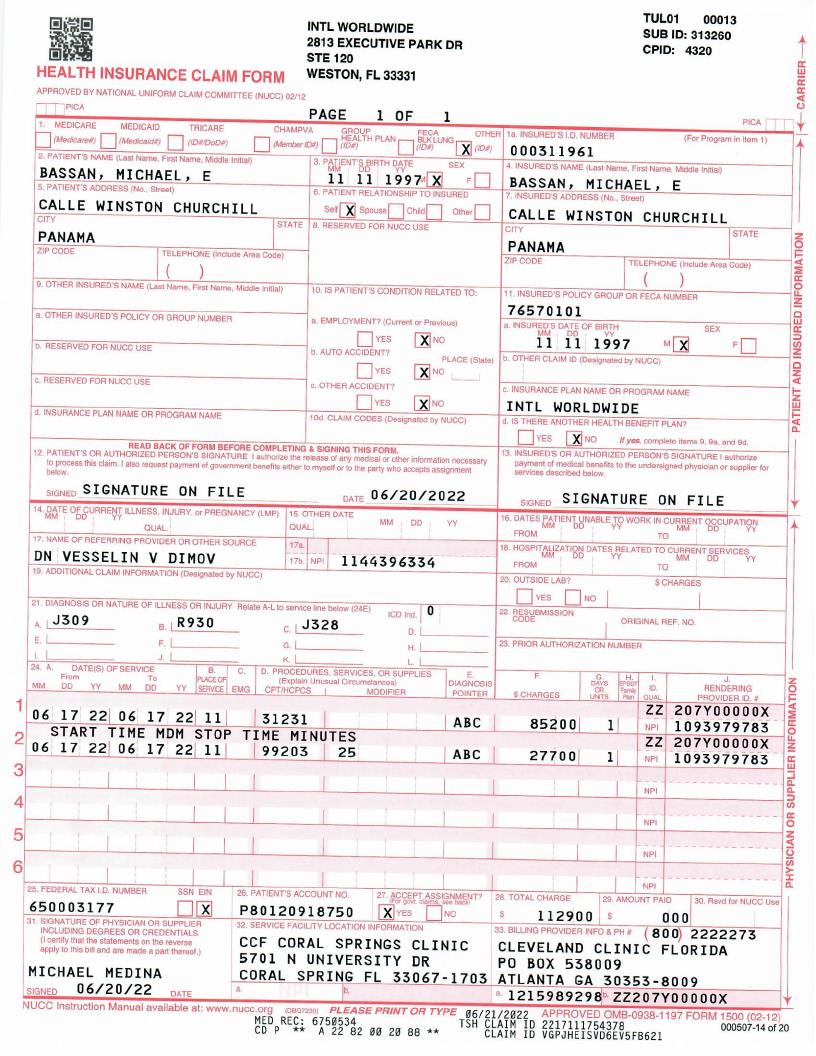 INTL WORLDWIDE
2813 EXECUTIVE PARK DR
STE 120
WESTON, FL 33331
TUL01 00013
SUB ID: 313260
CPID: 4320
CARRIER
HEALTH INSURANCE CLAIM FORM
APPROVED BY NATIONAL UNIFORM CLAIM COMMITTEE (NUCC) 02/12
PICA
PAGE 1 OF 1
PICA
1. MEDICARE MEDICAID TRICARE CHAMPVA GROUP HEALTH PLAN FECA BLK LUNG OTHER
(Medicare#) (Medicaid#) (ID#/DoD#) (Member ID#) (ID#) (ID#) X (ID#)
1a. INSURED'S I.D. NUMBER (For Program in Item 1)
000311961
2. PATIENT'S NAME (Last Name, First Name, Middle Initial)
BASSAN, MICHAEL, E
3. PATIENT'S BIRTH DATE SEX
MM DD YY
11 11 1997 M X F
4. INSURED'S NAME (Last Name, First Name, Middle Initial)
BASSAN, MICHAEL, E
5. PATIENT'S ADDRESS (No., Street)
CALLE WINSTON CHURCHILL
6. PATIENT RELATIONSHIP TO INSURED
Self X Spouse Child Other
7. INSURED'S ADDRESS (No., Street)
CALLE WINSTON CHURCHILL
CITY STATE
PANAMA
8. RESERVED FOR NUCC USE
CITY STATE
PANAMA
ZIP CODE TELEPHONE (Include Area Code)
( )
ZIP CODE TELEPHONE (Include Area Code)
( )
9. OTHER INSURED'S NAME (Last Name, First Name, Middle Initial)
10. IS PATIENT'S CONDITION RELATED TO:
11. INSURED'S POLICY GROUP OR FECA NUMBER
76570101
a. OTHER INSURED'S POLICY OR GROUP NUMBER
a. EMPLOYMENT? (Current or Previous)
YES X NO
a. INSURED'S DATE OF BIRTH SEX
MM DD YY
11 11 1997 M X F
b. RESERVED FOR NUCC USE
b. AUTO ACCIDENT? PLACE (State)
YES X NO
b. OTHER CLAIM ID (Designated by NUCC)
c. RESERVED FOR NUCC USE
c. OTHER ACCIDENT?
YES X NO
c. INSURANCE PLAN NAME OR PROGRAM NAME
INTL WORLDWIDE
d. INSURANCE PLAN NAME OR PROGRAM NAME
10d. CLAIM CODES (Designated by NUCC)
d. IS THERE ANOTHER HEALTH BENEFIT PLAN?
YES X NO If yes, complete items 9, 9a, and 9d.
PATIENT AND INSURED INFORMATION
READ BACK OF FORM BEFORE COMPLETING & SIGNING THIS FORM.
12. PATIENT'S OR AUTHORIZED PERSON'S SIGNATURE I authorize the release of any medical or other information necessary
to process this claim. I also request payment of government benefits either to myself or to the party who accepts assignment
below.
SIGNED SIGNATURE ON FILE DATE 06/20/2022
13. INSURED'S OR AUTHORIZED PERSON'S SIGNATURE I authorize
payment of medical benefits to the undersigned physician or supplier for
services described below.
SIGNED SIGNATURE ON FILE
14. DATE OF CURRENT ILLNESS, INJURY, or PREGNANCY (LMP)
MM DD YY
QUAL.
15. OTHER DATE
QUAL. MM DD YY
16. DATES PATIENT UNABLE TO WORK IN CURRENT OCCUPATION
MM DD YY MM DD YY
FROM TO
17. NAME OF REFERRING PROVIDER OR OTHER SOURCE
DN VESSELIN V DIMOV
17a.
17b. NPI 1144396334
18. HOSPITALIZATION DATES RELATED TO CURRENT SERVICES
MM DD YY MM DD YY
FROM TO
19. ADDITIONAL CLAIM INFORMATION (Designated by NUCC)
20. OUTSIDE LAB? $ CHARGES
YES NO
21. DIAGNOSIS OR NATURE OF ILLNESS OR INJURY Relate A-L to service line below (24E) ICD Ind. 0
A. J309 B. R930 C. J328 D.
E. F. G. H.
I. J. K. L.
22. RESUBMISSION CODE ORIGINAL REF. NO.
23. PRIOR AUTHORIZATION NUMBER
24. A. DATE(S) OF SERVICE B. C. D. PROCEDURES, SERVICES, OR SUPPLIES E. F. G. H. I. J.
From To PLACE OF (Explain Unusual Circumstances) DIAGNOSIS DAYS OR EPSDT Family ID. RENDERING
MM DD YY MM DD YY SERVICE EMG CPT/HCPCS MODIFIER POINTER $ CHARGES UNITS Plan QUAL PROVIDER ID. #
1 ZZ 207Y00000X
06 17 22 06 17 22 11 31231 ABC 85200 1 NPI 1093979783
2 START TIME MDM STOP TIME MINUTES ZZ 207Y00000X
06 17 22 06 17 22 11 99203 25 ABC 27700 1 NPI 1093979783
3
NPI
4
NPI
5
NPI
6
NPI
PHYSICIAN OR SUPPLIER INFORMATION
25. FEDERAL TAX I.D. NUMBER SSN EIN
650003177 X
26. PATIENT'S ACCOUNT NO.
P80120918750
27. ACCEPT ASSIGNMENT?
(For govt. claims, see back)
X YES NO
28. TOTAL CHARGE
$ 112900
29. AMOUNT PAID
$ 000
30. Rsvd for NUCC Use
31. SIGNATURE OF PHYSICIAN OR SUPPLIER
INCLUDING DEGREES OR CREDENTIALS
(I certify that the statements on the reverse
apply to this bill and are made a part thereof.)
MICHAEL MEDINA
SIGNED 06/20/22 DATE
32. SERVICE FACILITY LOCATION INFORMATION
CCF CORAL SPRINGS CLINIC
5701 N UNIVERSITY DR
CORAL SPRING FL 33067-1703
a. NPI b.
33. BILLING PROVIDER INFO & PH # (800) 2222273
CLEVELAND CLINIC FLORIDA
PO BOX 538009
ATLANTA GA 30353-8009
a. 1215989298 b. ZZ207Y00000X
NUCC Instruction Manual available at: www.nucc.org (DBG7230) PLEASE PRINT OR TYPE 06/21/2022 APPROVED OMB-0938-1197 FORM 1500 (02-12)
MED REC: 6750534 TSH CLAIM ID 2217111754378 000507-14 of 20
CD P ** A 22 82 00 20 88 ** CLAIM ID VGPJHEISVD6EV5FB621